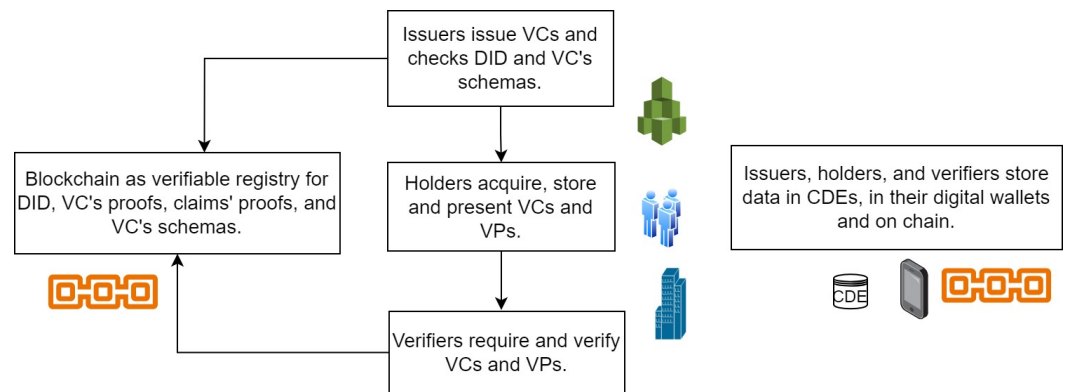 Issuers issue VCs and
checks DID and VC's
schemas.
Blockchain as verifiable registry for
DID, VC's proofs, claims' proofs, and
VC's schemas.
Holders acquire, store
and present VCs and
VPs.
Issuers, holders, and verifiers store
data in CDEs, in their digital wallets
and on chain.
CDE
Verifiers require and verify
VCs and VPs.